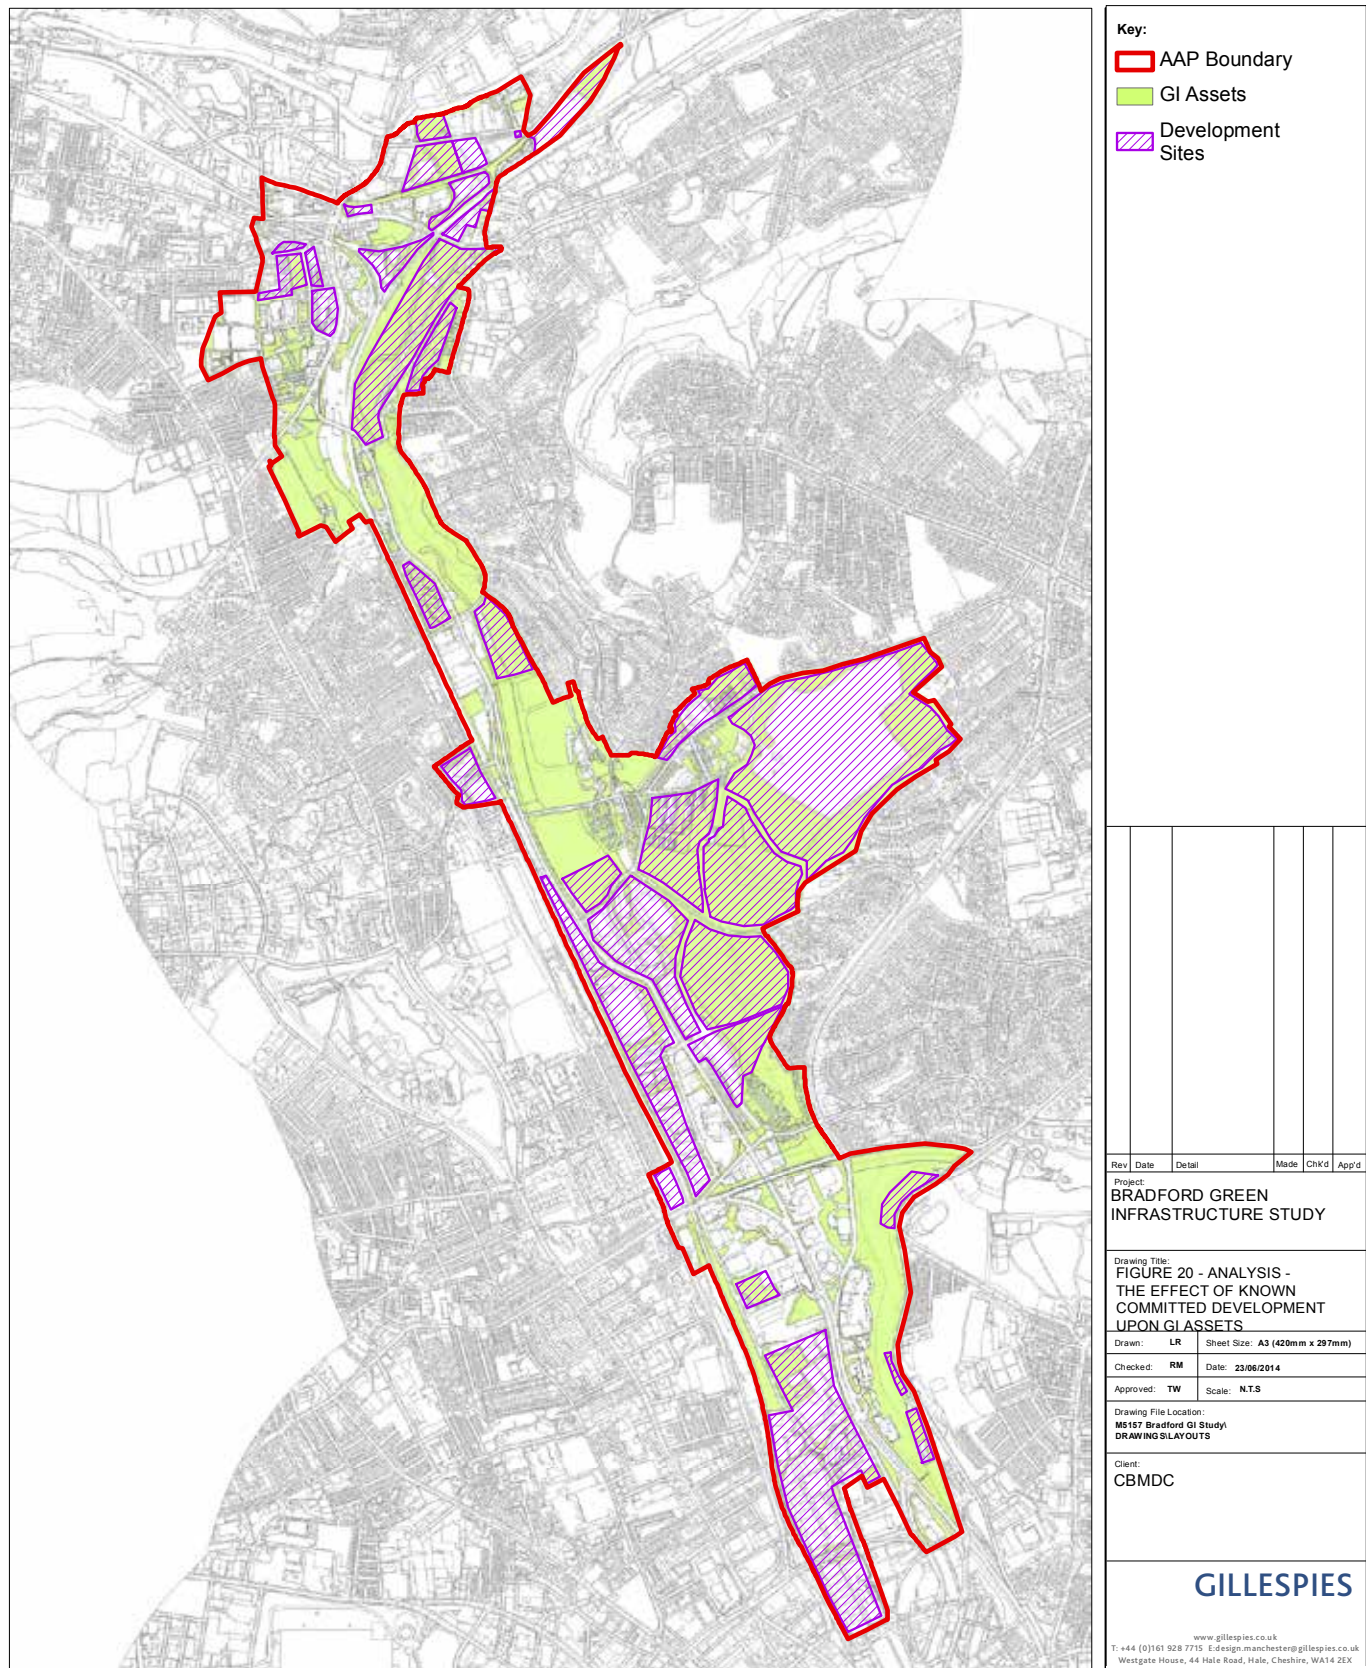 Key:
AAP Boundary
GI Assets
Development
Sites
Rev Date Detail Made Chk'd App'd
Project:
BRADFORD GREEN
INFRASTRUCTURE STUDY
Drawing Title:
FIGURE 20 - ANALYSIS -
THE EFFECT OF KNOWN
COMMITTED DEVELOPMENT
UPON GI ASSETS
Drawn: LR Sheet Size: A3 (420mm x 297mm)
Checked: RM Date: 23/06/2014
Approved: TW Scale: N.T.S
Drawing File Location:
M5157 Bradford GI Study\
DRAWINGS\LAYOUTS
Client:
CBMDC
GILLESPIES
www.gillespies.co.uk
T: +44 (0)161 928 7715 E:design.manchester@gillespies.co.uk
Westgate House, 44 Hale Road, Hale, Cheshire, WA14 2EX